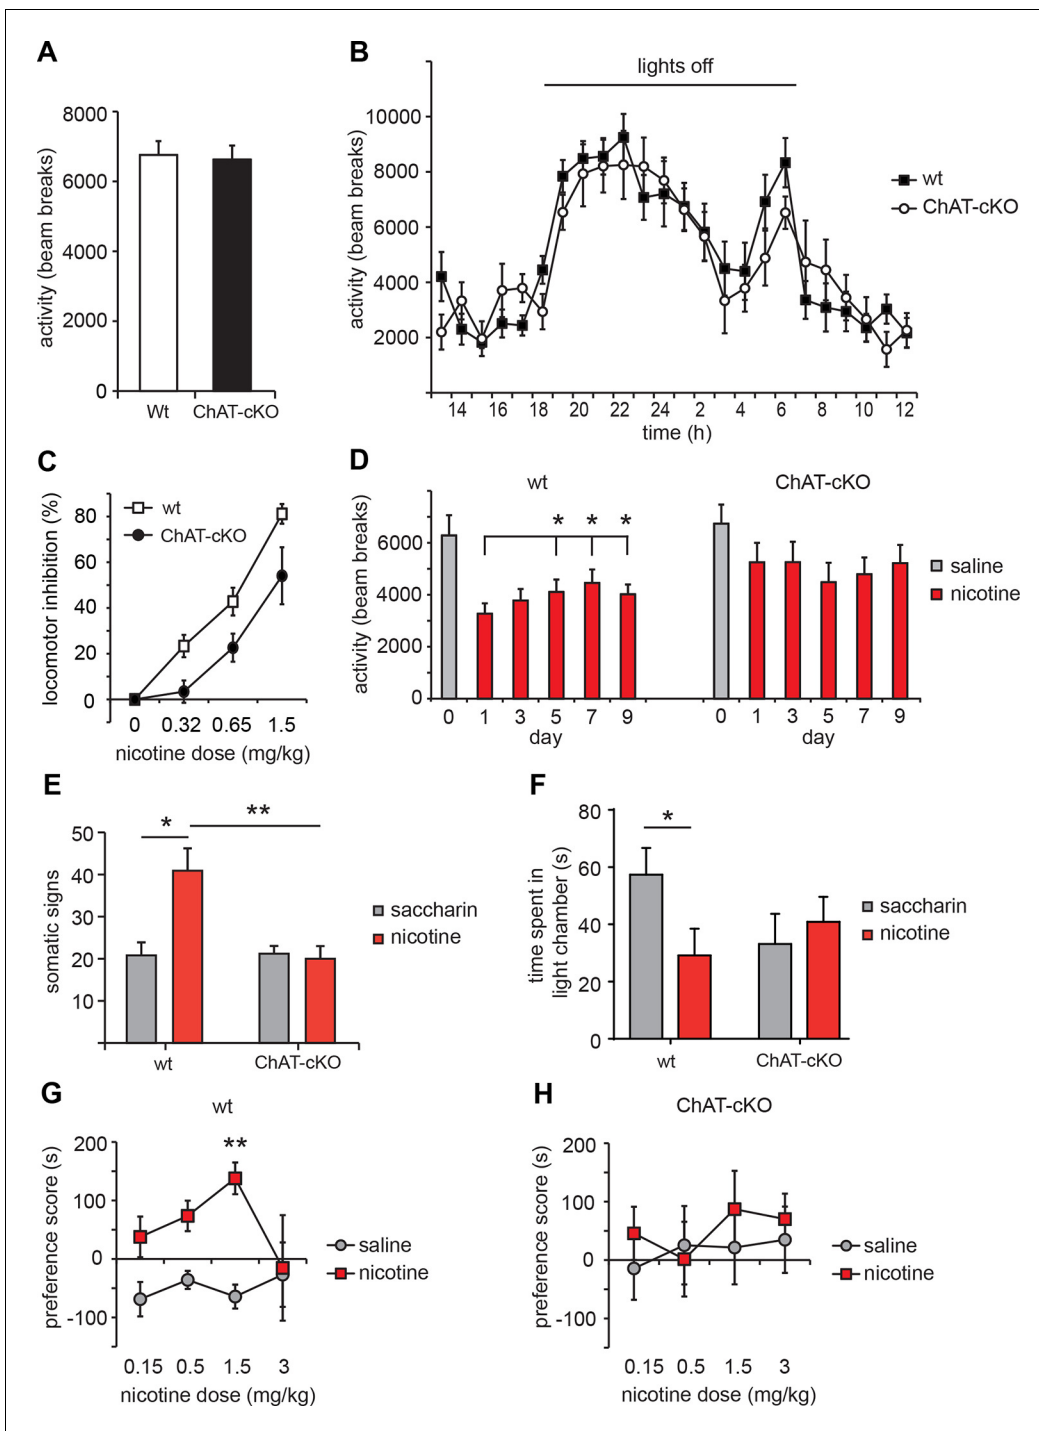 A
activity (beam breaks)
8000
6000
4000
2000
0
Wt ChAT-cKO
B
lights off
activity (beam breaks)
10000
8000
6000
4000
2000
14 16 18 20 22 24 2 4 6 8 10 12
time (h)
wt
ChAT-cKO
C
locomotor inhibition (%)
80
60
40
20
0
wt
ChAT-cKO
0 0.32 0.65 1.5
nicotine dose (mg/kg)
D
wt ChAT-cKO
activity (beam breaks)
6000
4000
2000
0
* * *
0 1 3 5 7 9 0 1 3 5 7 9
day day
saline
nicotine
E
somatic signs
50
40
30
20
10
* **
wt ChAT-cKO
saccharin
nicotine
F
time spent in
light chamber (s)
80
60
40
20
0
*
wt ChAT-cKO
saccharin
nicotine
G
wt
preference score (s)
200
100
0
-100
**
0.15 0.5 1.5 3
nicotine dose (mg/kg)
saline
nicotine
H
ChAT-cKO
preference score (s)
200
100
0
-100
0.15 0.5 1.5 3
nicotine dose (mg/kg)
saline
nicotine